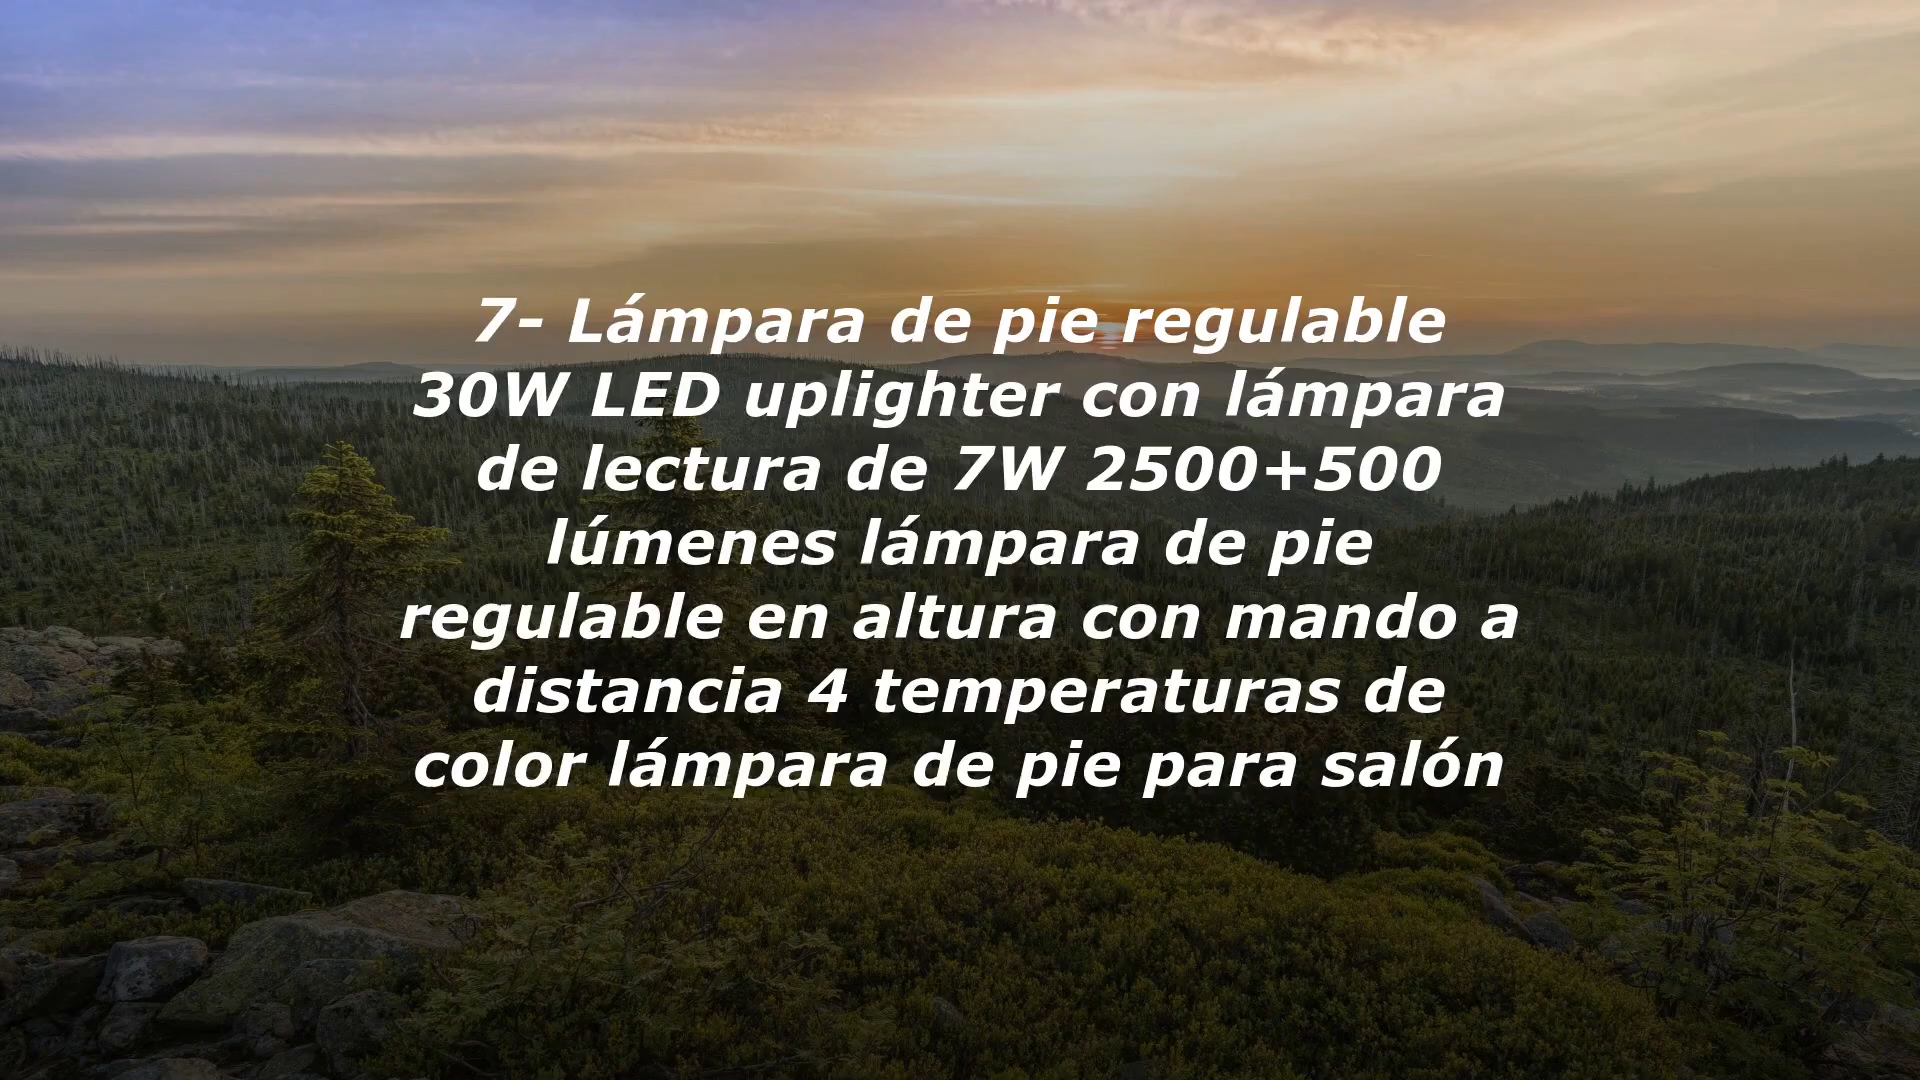 7- Lámpara de pie regulable
30W LED uplighter con lámpara
de lectura de 7W 2500+500
lúmenes lámpara de pie
regulable en altura con mando a
distancia 4 temperaturas de
color lámpara de pie para salón